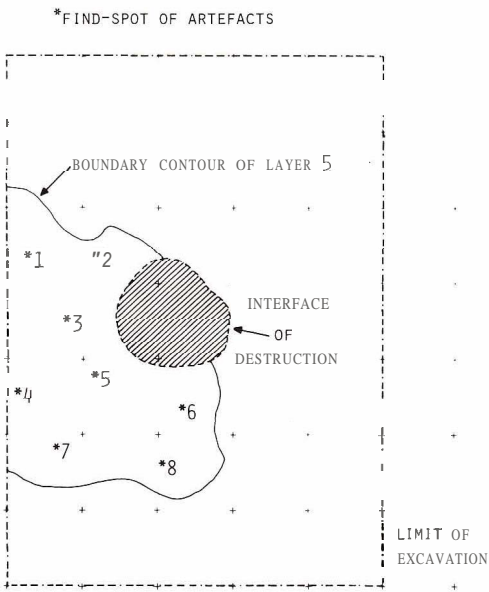 *FIND-SPOT OF ARTEFACTS
BOUNDARY CONTOUR OF LAYER 5
*1
"2
INTERFACE
*3
OF
DESTRUCTION
*5
*4
*6
*7
*8
LIMIT OF
EXCAVATION